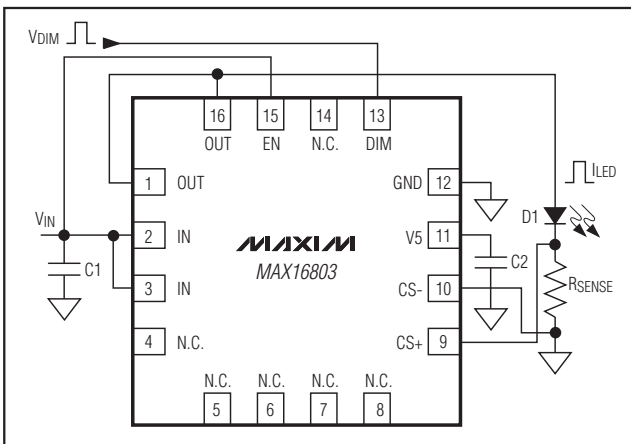 VDIM
16 15 14 13
OUT EN N.C. DIM
1 OUT
GND 12
ILED
D1
VIN
2 IN
V5 11
MAXIM
MAX16803
C1
C2
3 IN
CS- 10
RSENSE
4 N.C.
CS+ 9
N.C. N.C. N.C. N.C.
5 6 7 8